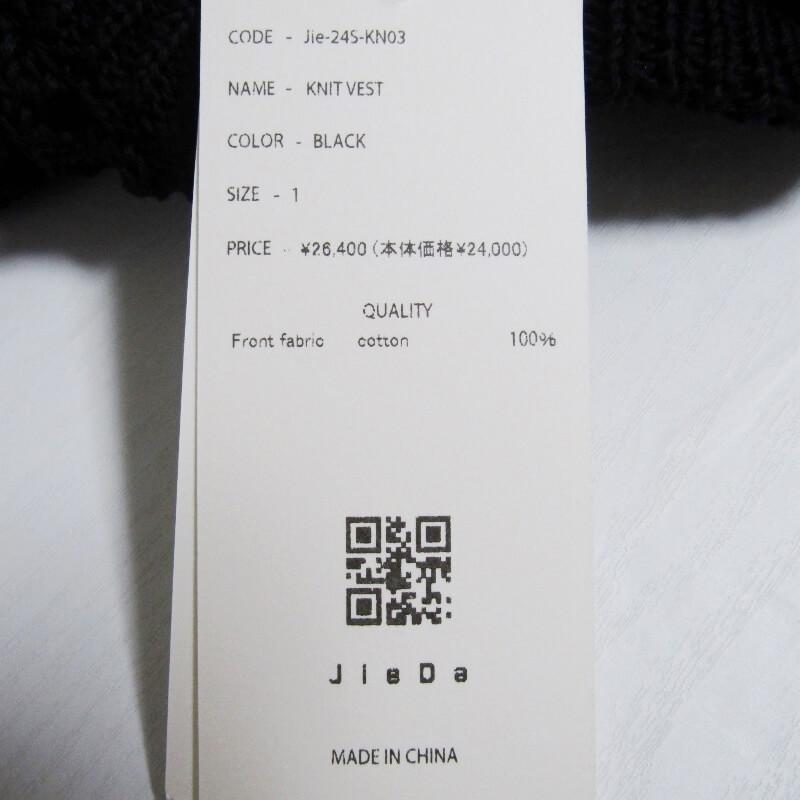 CODE - Jie-24S-KN03
NAME - KNIT VEST
COLOR - BLACK
SIZE - 1
PRICE - ¥26,400 (本体価格¥24,000)
QUALITY
Front fabric cotton 100%
JieDa
MADE IN CHINA